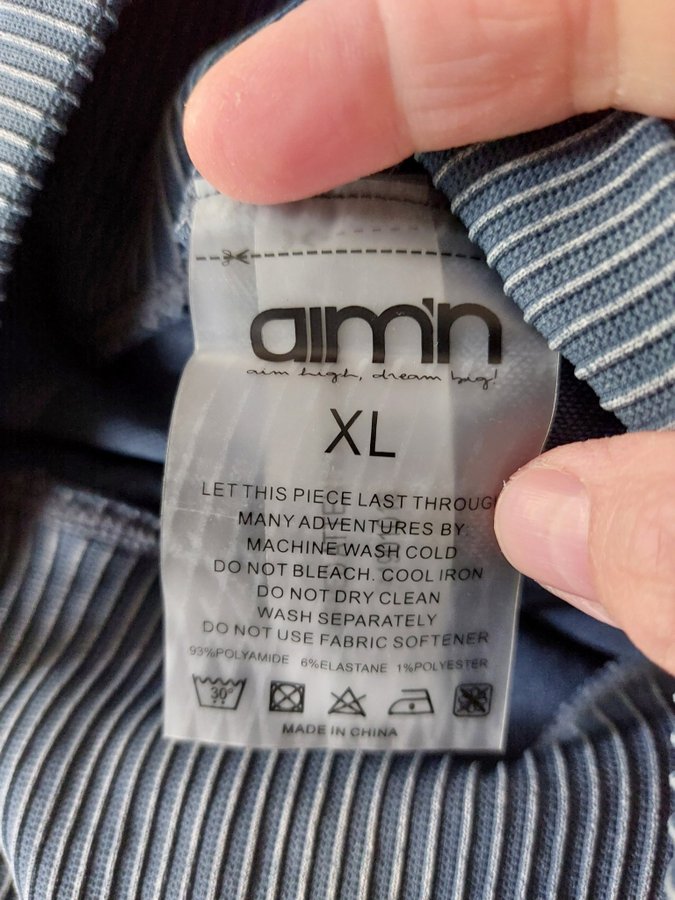 aim'n
aim high, dream big!
XL
LET THIS PIECE LAST THROUG
MANY ADVENTURES BY
MACHINE WASH COLD
DO NOT BLEACH. COOL IRON
DO NOT DRY CLEAN
WASH SEPARATELY
DO NOT USE FABRIC SOFTENER
93%POLYAMIDE 6%ELASTANE 1%POLYESTER
30°
MADE IN CHINA